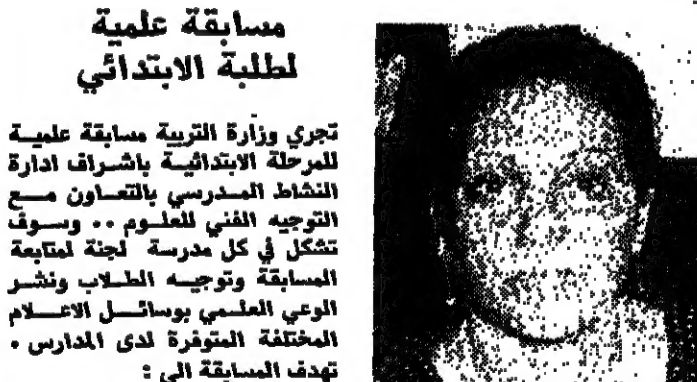 مسابقة علمية
لطلبة الابتدائي
تجري وزارة التربية مسابقة علمية
للمرحلة الابتدائية باشراف ادارة
النشاط المدرسي بالتعاون مع
التوجيه الفني للعلوم .. وسوف
تشكل في كل مدرسة لجنة لمتابعة
المسابقة وتوجيه الطلاب ونشر
الوعي العلمي بوسائل الاعلام
المختلفة المتوفرة لدى المدارس .
تهدف المسابقة الى :